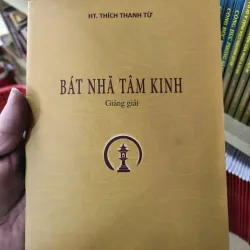 HT. THÍCH THANH TỪ
BÁT NHÃ TÂM KINH
Giảng giải